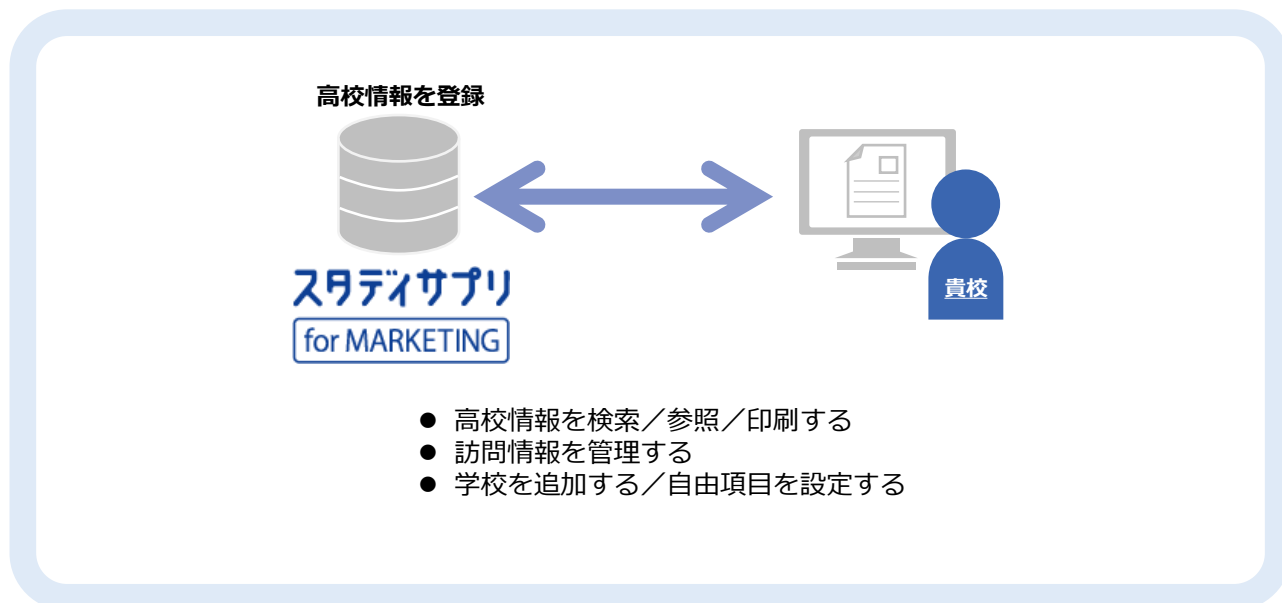 高校情報を登録
スタディサプリ
for MARKETING
貴校
● 高校情報を検索／参照／印刷する
● 訪問情報を管理する
● 学校を追加する／自由項目を設定する